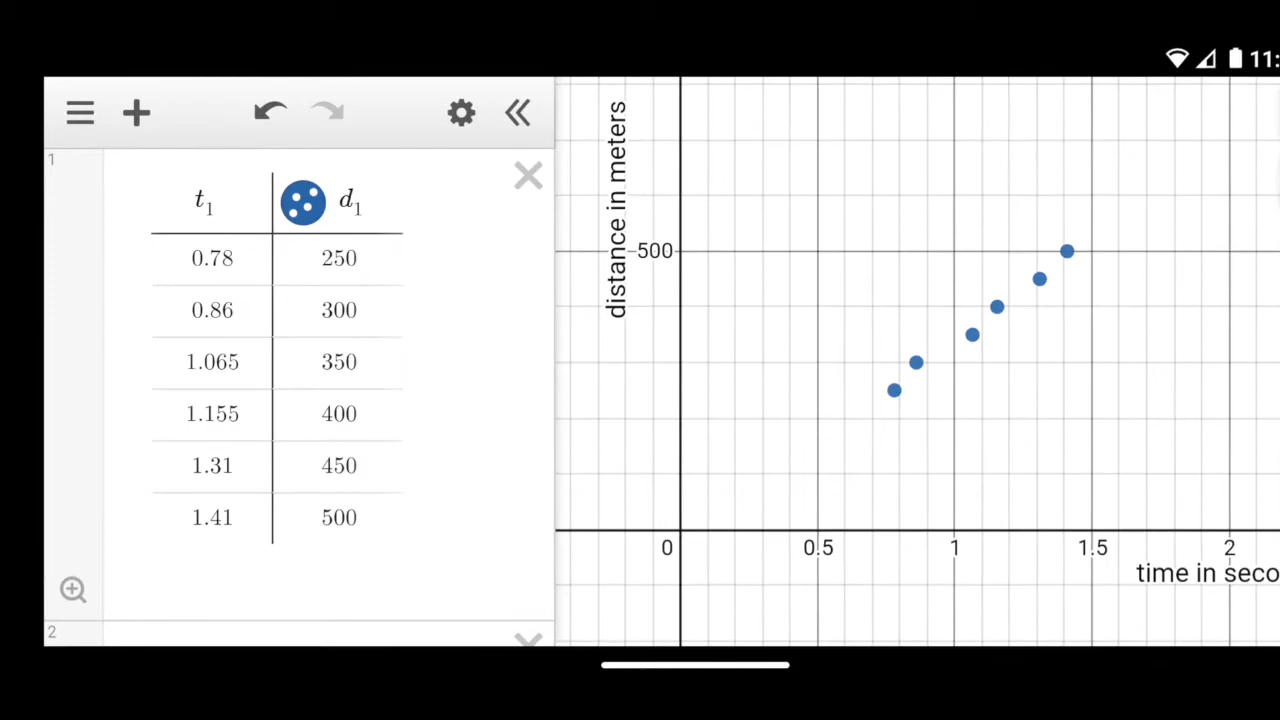 11:
1
t1 d1
0.78 250
0.86 300
1.065 350
1.155 400
1.31 450
1.41 500
2
distance in meters
500
0 0.5 1 1.5 2
time in seco